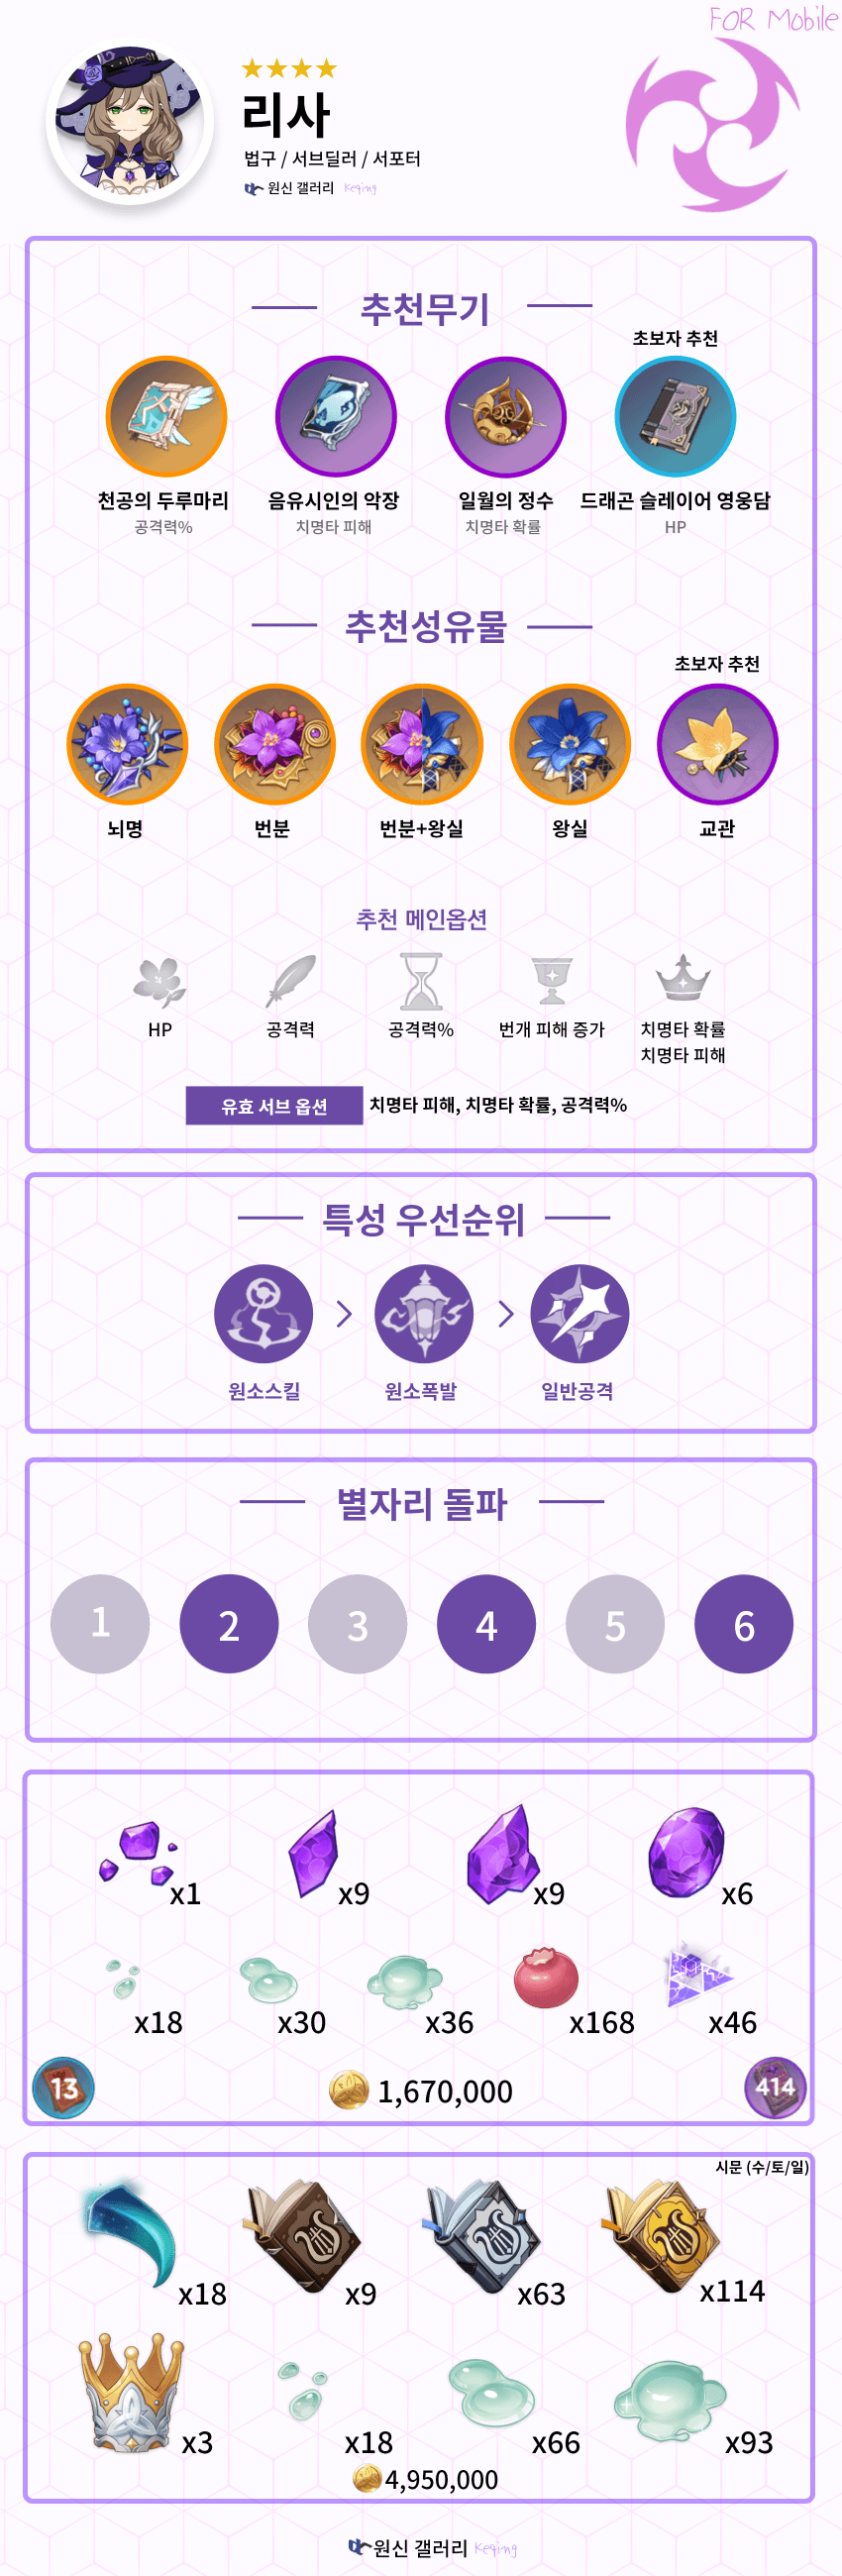 FOR Mobile
★★★★
리사
법구 / 서브딜러 / 서포터
원신 갤러리 Keqing
추천무기
초보자 추천
천공의 두루마리 음유시인의 악장 일월의 정수 드래곤 슬레이어 영웅담
공격력% 치명타 피해 치명타 확률 HP
추천성유물
초보자 추천
뇌명 번분 번분+왕실 왕실 교관
추천 메인옵션
HP 공격력 공격력% 번개 피해 증가 치명타 확률
치명타 피해
유효 서브 옵션 치명타 피해, 치명타 확률, 공격력%
특성 우선순위
원소스킬 원소폭발 일반공격
별자리 돌파
1 2 3 4 5 6
x1 x9 x9 x6
x18 x30 x36 x168 x46
13 1,670,000 414
시문 (수/토/일)
x18 x9 x63 x114
x3 x18 x66 x93
4,950,000
원신 갤러리 Keqing